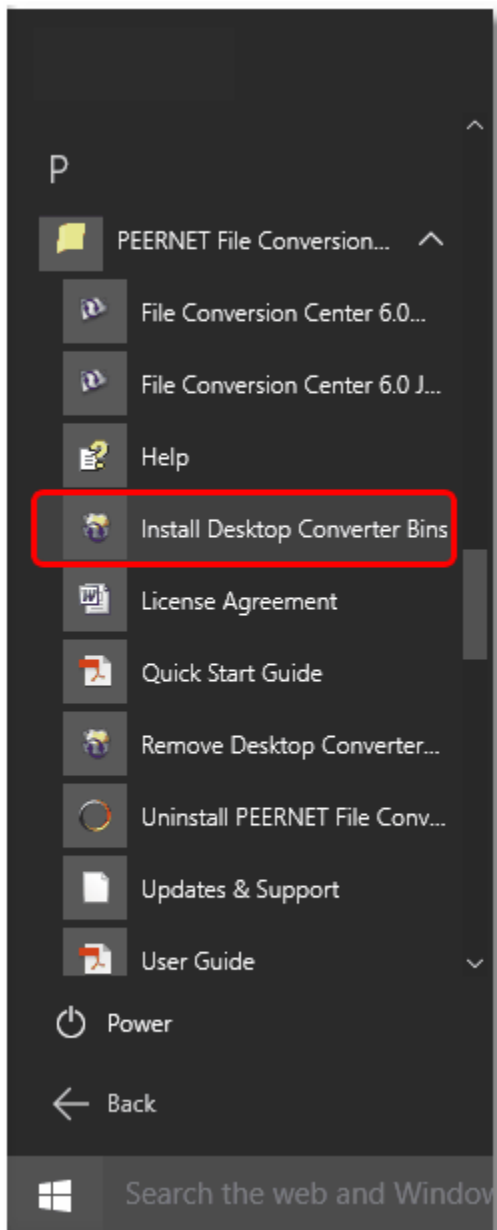 P
PEERNET File Conversion...
File Conversion Center 6.0...
File Conversion Center 6.0 J...
Help
Install Desktop Converter Bins
License Agreement
Quick Start Guide
Remove Desktop Converter...
Uninstall PEERNET File Conv...
Updates & Support
User Guide
Power
Back
Search the web and Window